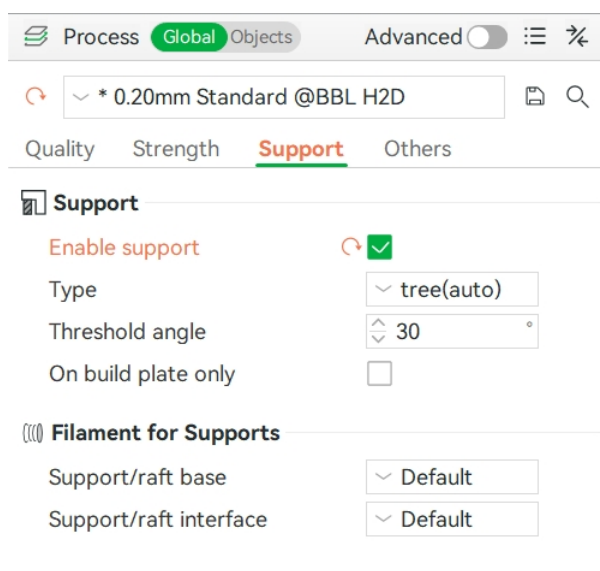 Process Global Objects Advanced
* 0.20mm Standard @BBL H2D
Quality Strength Support Others
Support
Enable support
Type tree(auto)
Threshold angle 30 °
On build plate only
Filament for Supports
Support/raft base Default
Support/raft interface Default